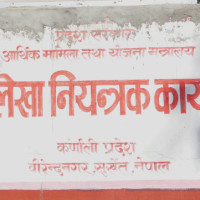 प्रदेश सरकार
आर्थिक मामिला तथा योजना मन्त्रालय
लेखा नियन्त्रक कार्या
कर्णाली प्रदेश
वीरेन्द्रनगर, सुर्खेत, नेपाल